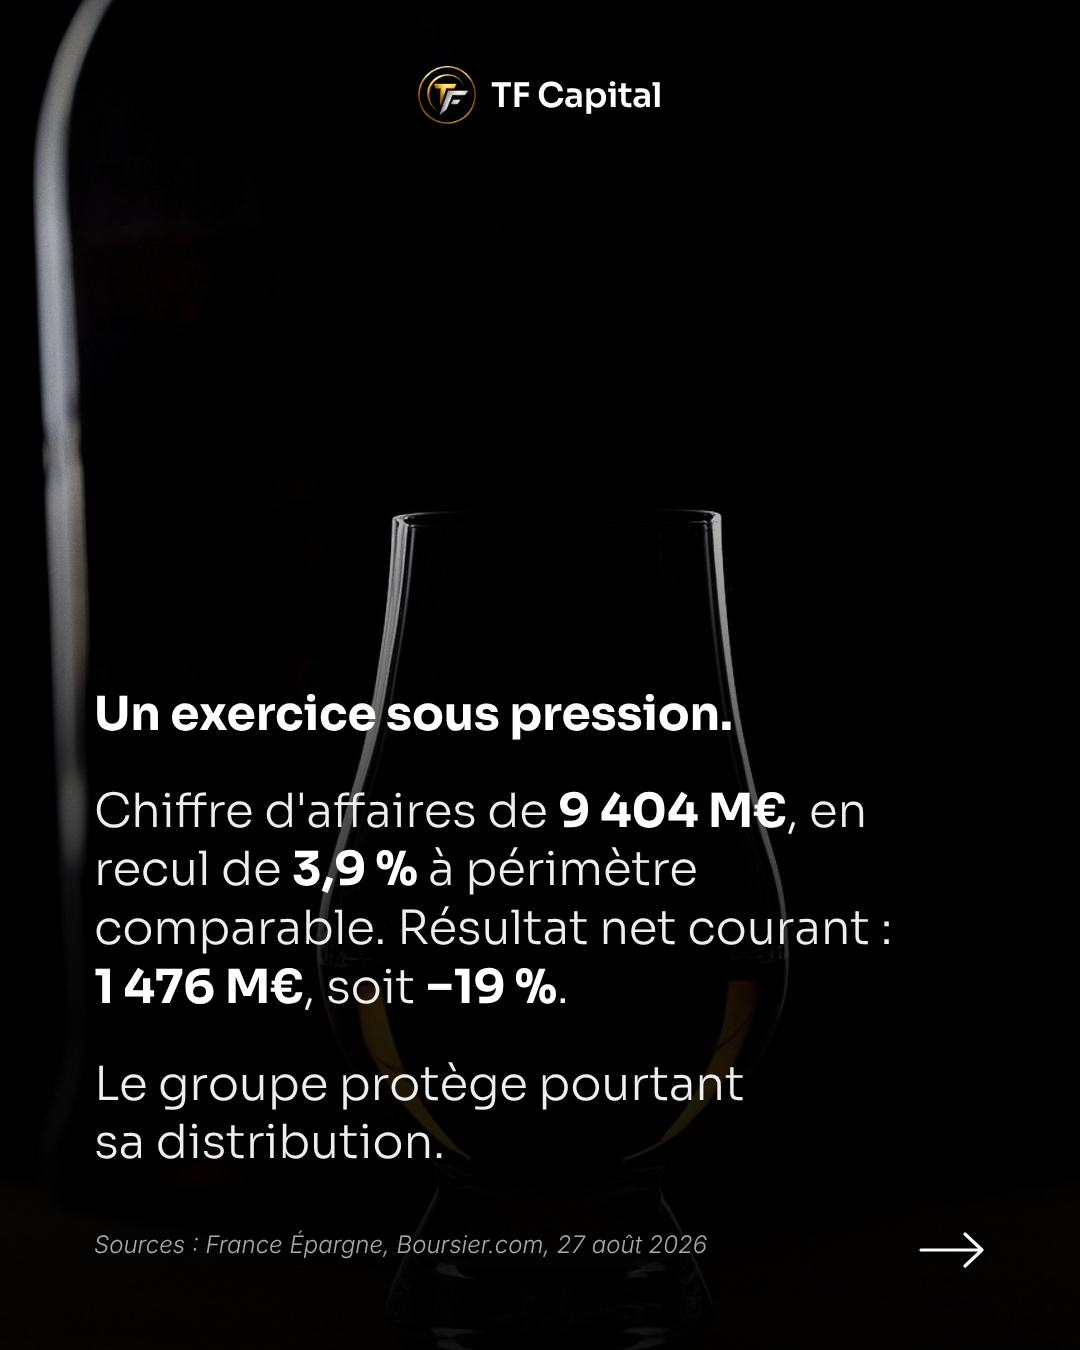 TF Capital
Un exercice sous pression.
Chiffre d'affaires de 9 404 M€, en
recul de 3,9 % à périmètre
comparable. Résultat net courant :
1 476 M€, soit −19 %.
Le groupe protège pourtant
sa distribution.
Sources : France Épargne, Boursier.com, 27 août 2026